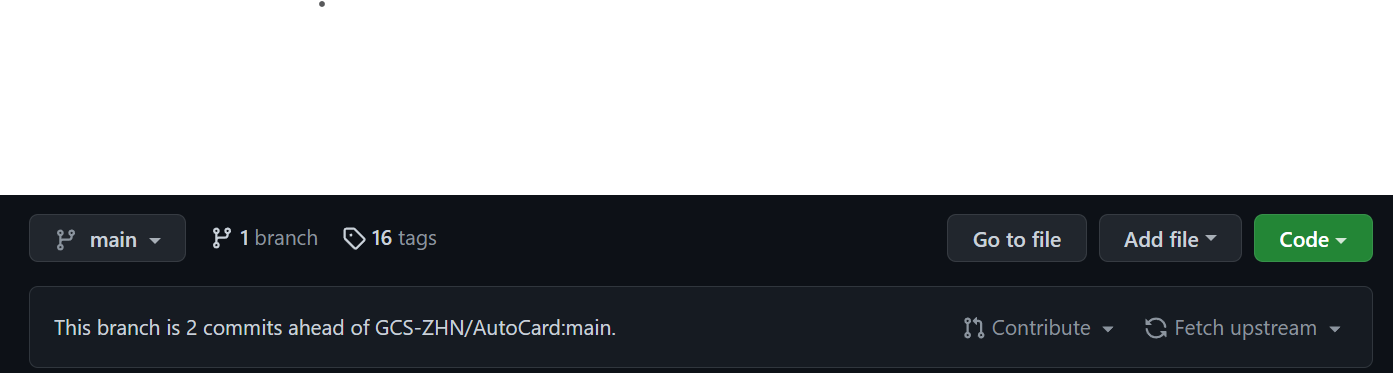 main 1 branch 16 tags Go to file Add file Code
This branch is 2 commits ahead of GCS-ZHN/AutoCard:main. Contribute Fetch upstream